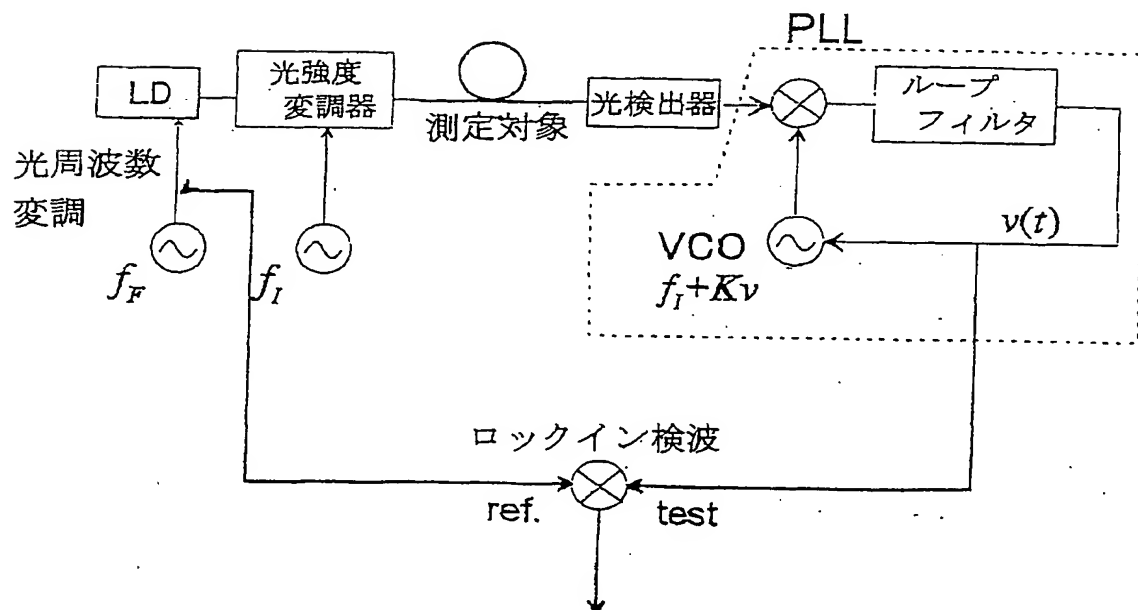 PLL
LD
光強度
変調器
測定対象
光検出器
ループ
フィルタ
光周波数
変調
f_F
f_I
VCO
f_I+Kv
v(t)
ロックイン検波
ref.
test